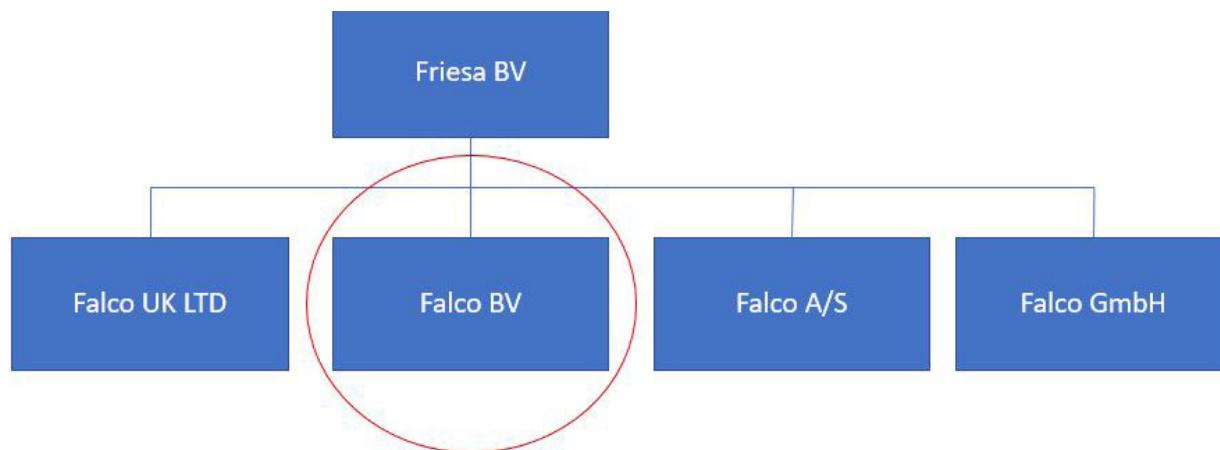 Friesa BV
Falco UK LTD
Falco BV
Falco A/S
Falco GmbH